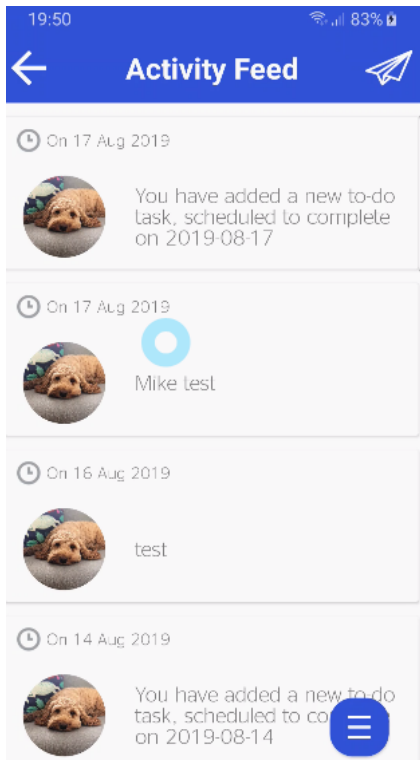 19:50
83%
Activity Feed
On 17 Aug 2019
You have added a new to-do
task, scheduled to complete
on 2019-08-17
On 17 Aug 2019
Mike test
On 16 Aug 2019
test
On 14 Aug 2019
You have added a new to-do
task, scheduled to
on 2019-08-14